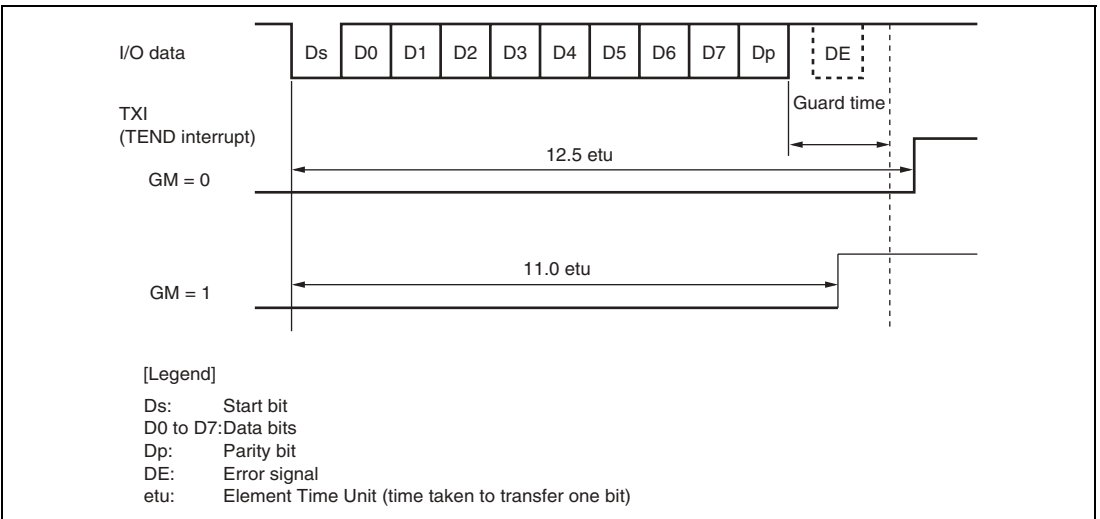 I/O data
Ds D0 D1 D2 D3 D4 D5 D6 D7 Dp DE
Guard time
TXI
(TEND interrupt)
12.5 etu
GM = 0
11.0 etu
GM = 1
[Legend]
Ds: Start bit
D0 to D7:Data bits
Dp: Parity bit
DE: Error signal
etu: Element Time Unit (time taken to transfer one bit)